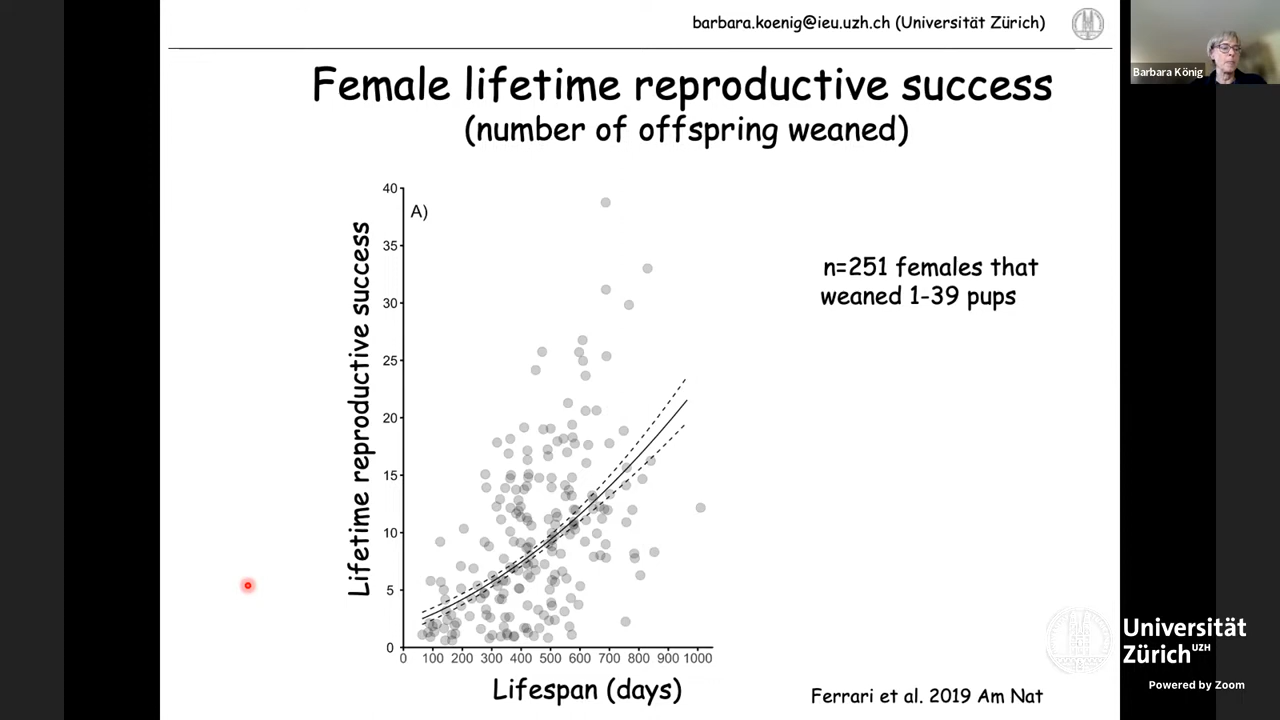 barbara.koenig@ieu.uzh.ch (Universität Zürich)
Barbara König
Female lifetime reproductive success
(number of offspring weaned)
A)
40
35
30
25
20
15
10
5
0
Lifetime reproductive success
n=251 females that
weaned 1-39 pups
0 100 200 300 400 500 600 700 800 900 1000
Lifespan (days)
Ferrari et al. 2019 Am Nat
Universität
Zürich UZH
Powered by Zoom